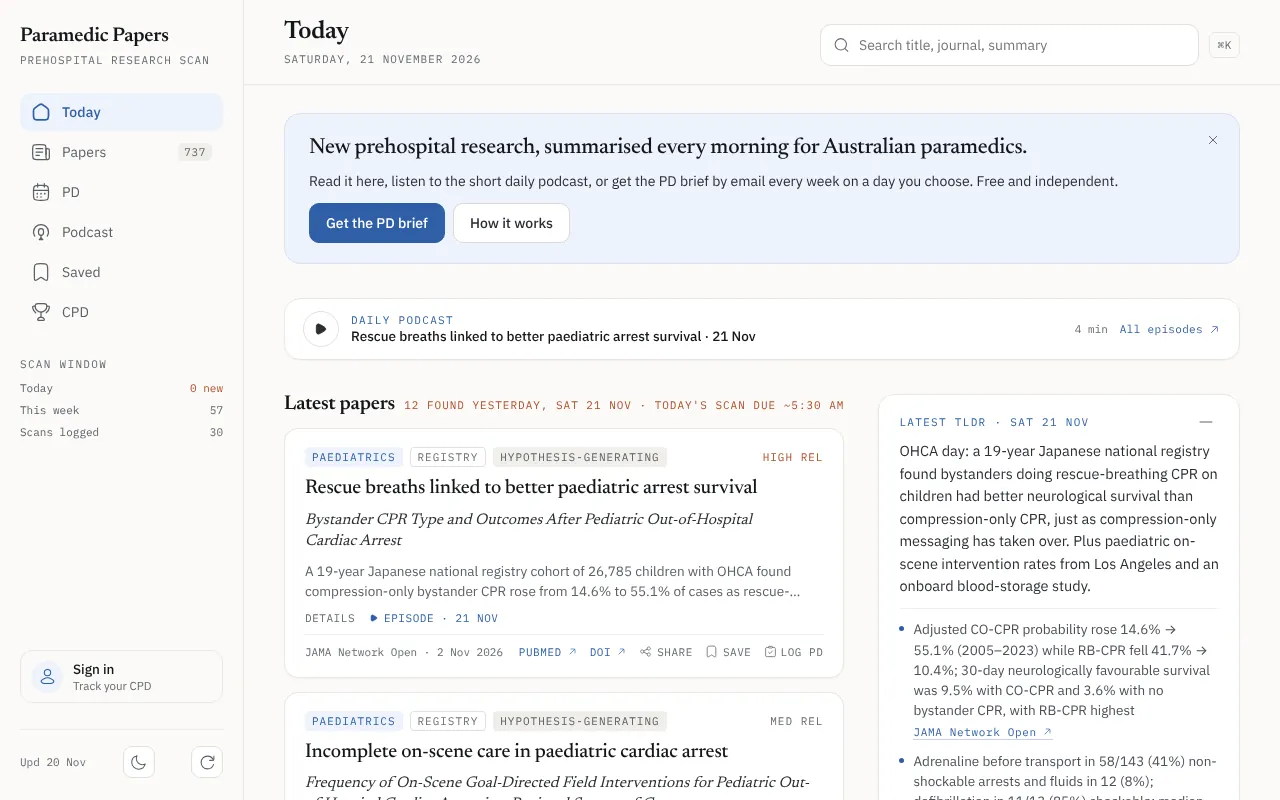 Paramedic Papers
PREHOSPITAL RESEARCH SCAN
Today
Papers 737
PD
Podcast
Saved
CPD
SCAN WINDOW
Today 0 new
This week 57
Scans logged 30
Sign in
Track your CPD
Upd 20 Nov
Today
SATURDAY, 21 NOVEMBER 2026
Search title, journal, summary
⌘K
New prehospital research, summarised every morning for Australian paramedics.
Read it here, listen to the short daily podcast, or get the PD brief by email every week on a day you choose. Free and independent.
Get the PD brief How it works
DAILY PODCAST
Rescue breaths linked to better paediatric arrest survival · 21 Nov
4 min All episodes ↗
Latest papers 12 FOUND YESTERDAY, SAT 21 NOV · TODAY'S SCAN DUE ~5:30 AM
PAEDIATRICS REGISTRY HYPOTHESIS-GENERATING HIGH REL
Rescue breaths linked to better paediatric arrest survival
Bystander CPR Type and Outcomes After Pediatric Out-of-Hospital
Cardiac Arrest
A 19-year Japanese national registry cohort of 26,785 children with OHCA found
compression-only bystander CPR rose from 14.6% to 55.1% of cases as rescue-…
DETAILS EPISODE · 21 NOV
JAMA Network Open · 2 Nov 2026 PUBMED ↗ DOI ↗ SHARE SAVE LOG PD
PAEDIATRICS REGISTRY HYPOTHESIS-GENERATING MED REL
Incomplete on-scene care in paediatric cardiac arrest
Frequency of On-Scene Goal-Directed Field Interventions for Pediatric Out-
LATEST TLDR · SAT 21 NOV
OHCA day: a 19-year Japanese national registry
found bystanders doing rescue-breathing CPR on
children had better neurological survival than
compression-only CPR, just as compression-only
messaging has taken over. Plus paediatric on-
scene intervention rates from Los Angeles and an
onboard blood-storage study.
Adjusted CO-CPR probability rose 14.6% →
55.1% (2005–2023) while RB-CPR fell 41.7% →
10.4%; 30-day neurologically favourable survival
was 9.5% with CO-CPR and 3.6% with no
bystander CPR, with RB-CPR highest
JAMA Network Open ↗
Adrenaline before transport in 58/143 (41%) non-
shockable arrests and fluids in 12 (8%);